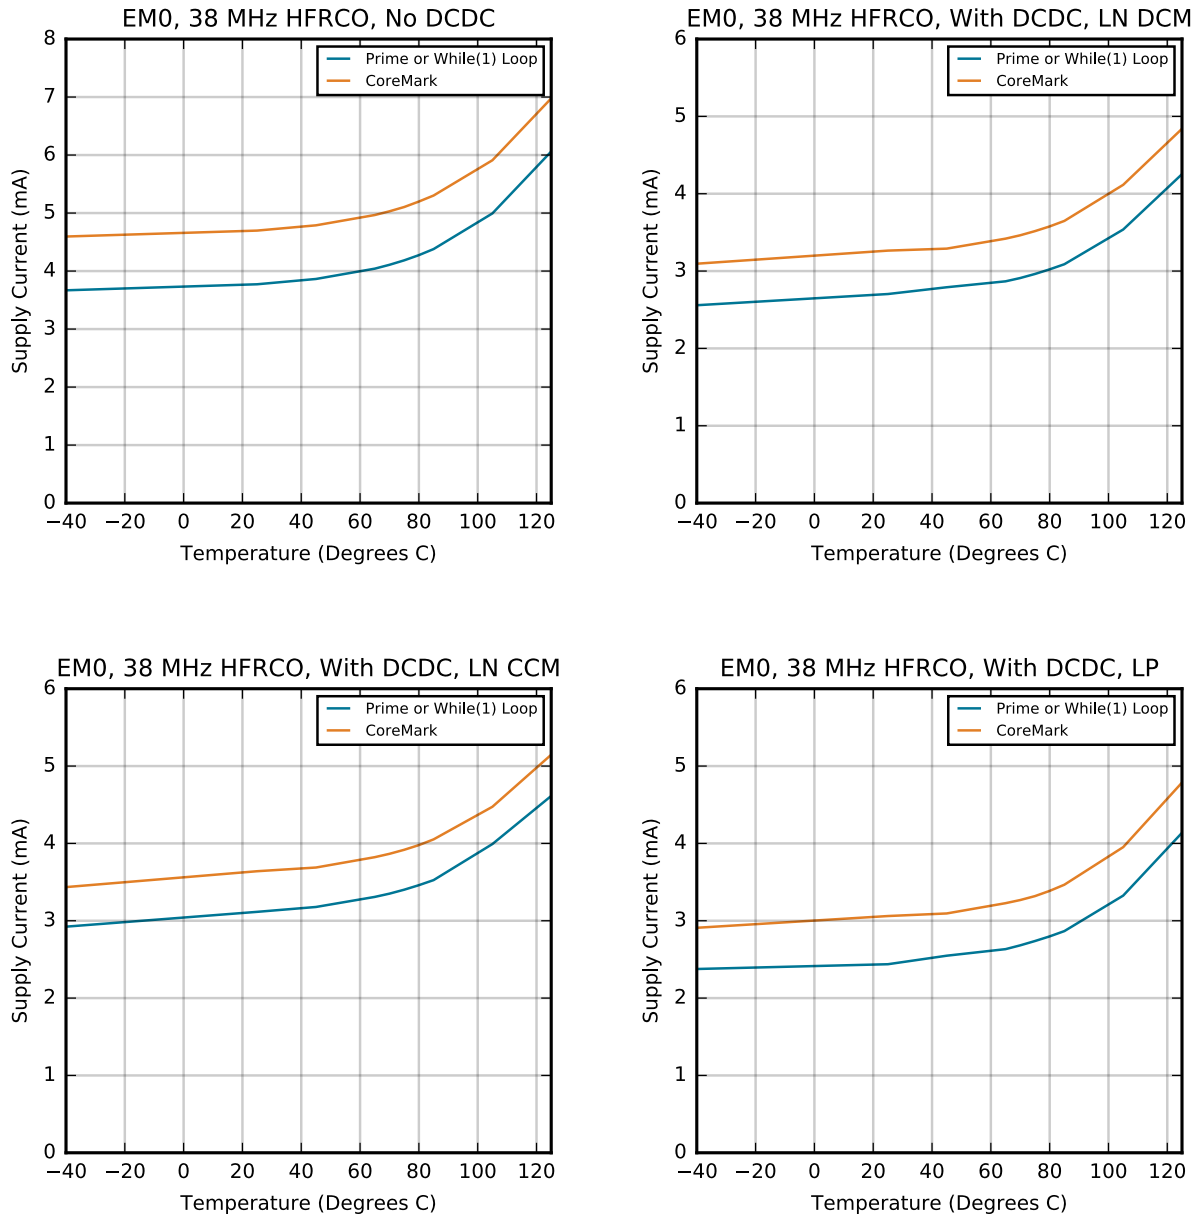 EM0, 38 MHz HFRCO, No DCDC
Prime or While(1) Loop
CoreMark
8
7
6
5
4
3
2
1
0
Supply Current (mA)
−40 −20 0 20 40 60 80 100 120
Temperature (Degrees C)
EM0, 38 MHz HFRCO, With DCDC, LN DCM
Prime or While(1) Loop
CoreMark
6
5
4
3
2
1
0
Supply Current (mA)
−40 −20 0 20 40 60 80 100 120
Temperature (Degrees C)
EM0, 38 MHz HFRCO, With DCDC, LN CCM
Prime or While(1) Loop
CoreMark
6
5
4
3
2
1
0
Supply Current (mA)
−40 −20 0 20 40 60 80 100 120
Temperature (Degrees C)
EM0, 38 MHz HFRCO, With DCDC, LP
Prime or While(1) Loop
CoreMark
6
5
4
3
2
1
0
Supply Current (mA)
−40 −20 0 20 40 60 80 100 120
Temperature (Degrees C)